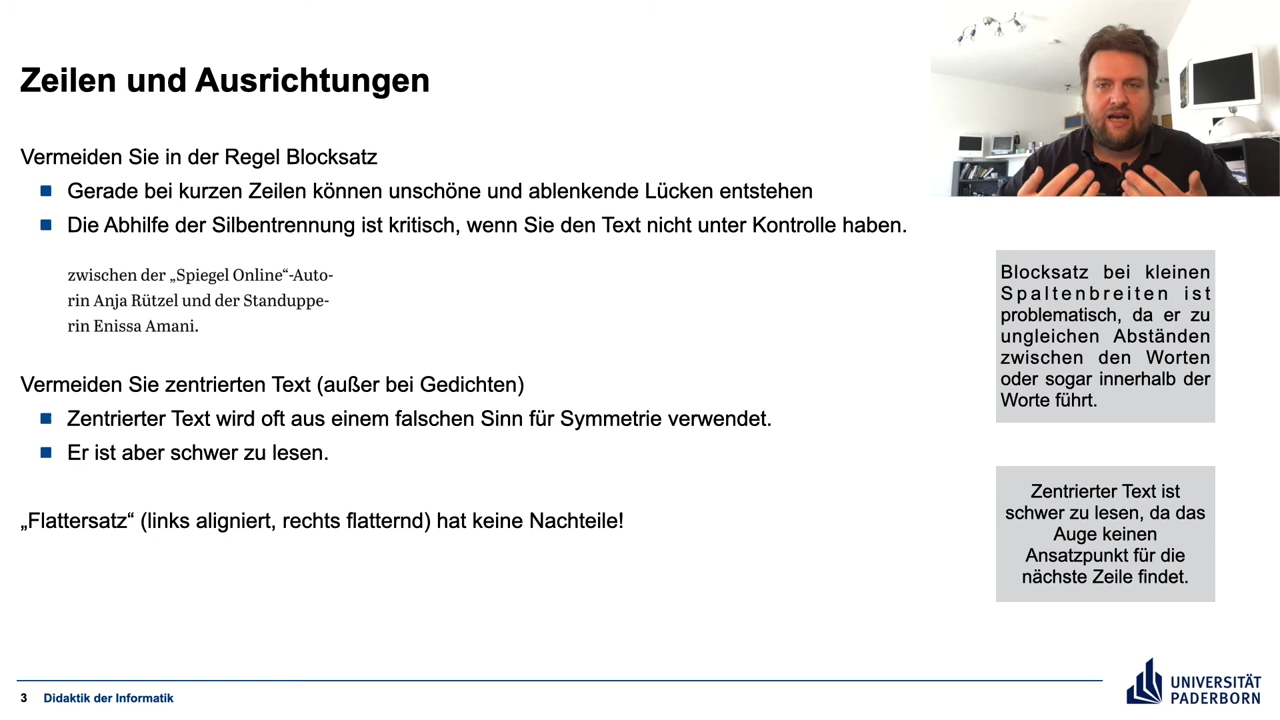 Zeilen und Ausrichtungen
Vermeiden Sie in der Regel Blocksatz
Gerade bei kurzen Zeilen können unschöne und ablenkende Lücken entstehen
Die Abhilfe der Silbentrennung ist kritisch, wenn Sie den Text nicht unter Kontrolle haben.
zwischen der „Spiegel Online“-Auto-
rin Anja Rützel und der Standuppe-
rin Enissa Amani.
Vermeiden Sie zentrierten Text (außer bei Gedichten)
Zentrierter Text wird oft aus einem falschen Sinn für Symmetrie verwendet.
Er ist aber schwer zu lesen.
„Flattersatz“ (links aligniert, rechts flatternd) hat keine Nachteile!
Blocksatz bei kleinen
Spaltenbreiten ist
problematisch, da er zu
ungleichen Abständen
zwischen den Worten
oder sogar innerhalb der
Worte führt.
Zentrierter Text ist
schwer zu lesen, da das
Auge keinen
Ansatzpunkt für die
nächste Zeile findet.
3 Didaktik der Informatik
UNIVERSITÄT
PADERBORN